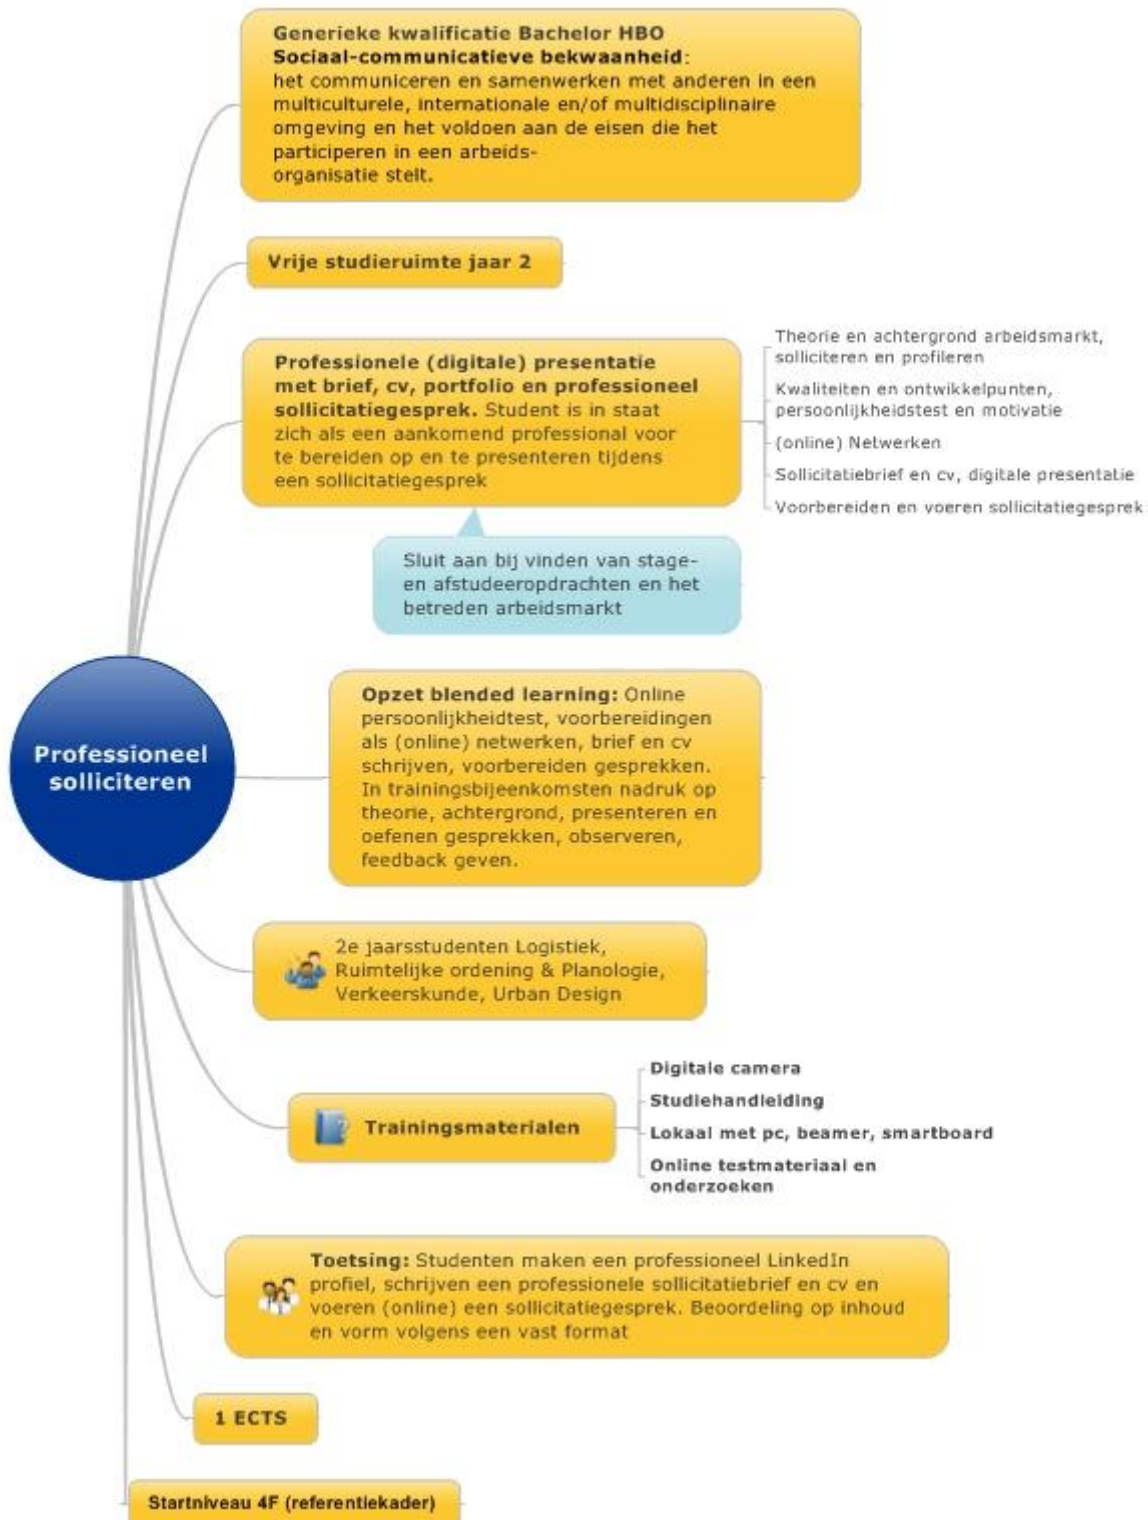 Generieke kwalificatie Bachelor HBO
Sociaal-communicatieve bekwaanheid:
het communiceren en samenwerken met anderen in een
multiculturele, internationale en/of multidisciplinaire
omgeving en het voldoen aan de eisen die het
participeren in een arbeids-
organisatie stelt.
Vrije studieruimte jaar 2
Professionele (digitale) presentatie
met brief, cv, portfolio en professioneel
sollicitatiegesprek. Student is in staat
zich als een aankomend professional voor
te bereiden op en te presenteren tijdens
een sollicitatiegesprek
Theorie en achtergrond arbeidsmarkt,
solliciteren en profileren
Kwaliteiten en ontwikkelpunten,
persoonlijkheidstest en motivatie
(online) Netwerken
Sollicitatiebrief en cv, digitale presentatie
Voorbereiden en voeren sollicitatiegesprek
Sluit aan bij vinden van stage-
en afstudeeropdrachten en het
betreden arbeidsmarkt
Professioneel
solliciteren
Opzet blended learning: Online
persoonlijkheidtest, voorbereidingen
als (online) netwerken, brief en cv
schrijven, voorbereiden gesprekken.
In trainingsbijeenkomsten nadruk op
theorie, achtergrond, presenteren en
oefenen gesprekken, observeren,
feedback geven.
2e jaarsstudenten Logistiek,
Ruimtelijke ordening & Planologie,
Verkeerskunde, Urban Design
Trainingsmaterialen
Digitale camera
Studiehandleiding
Lokaal met pc, beamer, smartboard
Online testmateriaal en
onderzoeken
Toetsing: Studenten maken een professioneel LinkedIn
profiel, schrijven een professionele sollicitatiebrief en cv en
voeren (online) een sollicitatiegesprek. Beoordeling op inhoud
en vorm volgens een vast format
1 ECTS
Startniveau 4F (referentiekader)